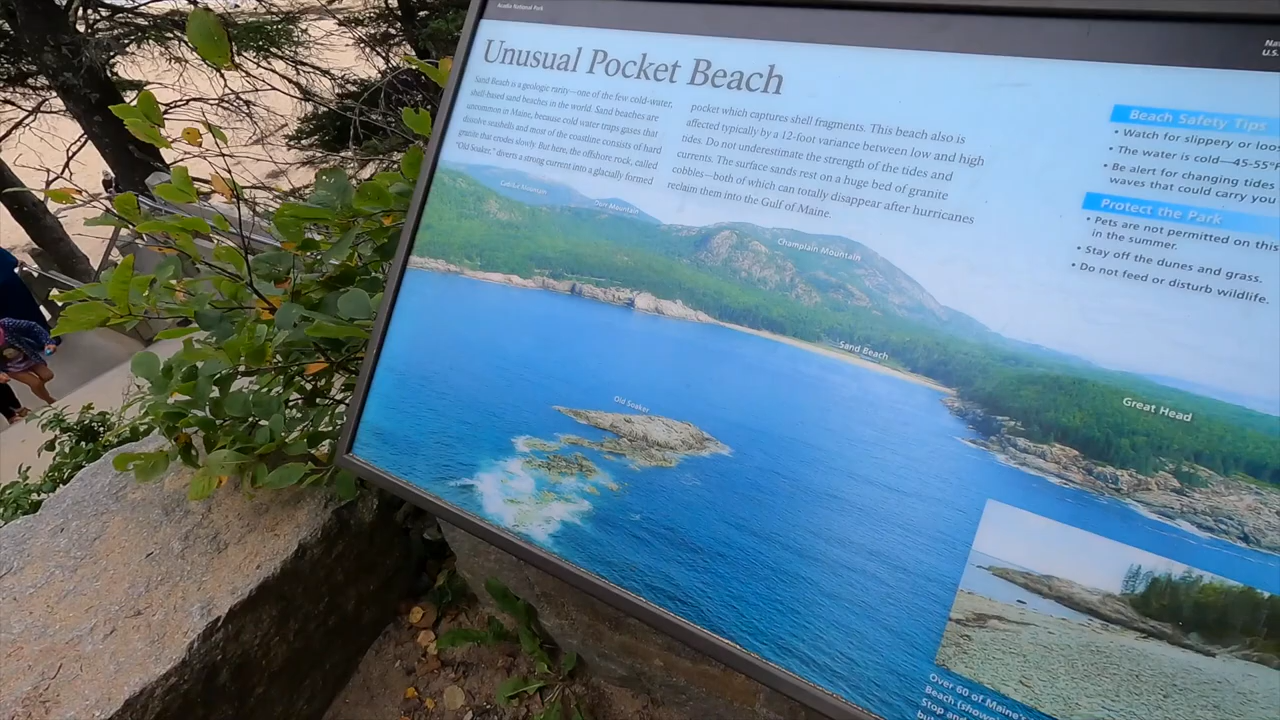 Acadia National Park
Unusual Pocket Beach
Sand Beach is a geologic rarity—one of the few cold-water,
shell-based sand beaches in the world. Sand beaches are
uncommon in Maine, because cold water traps gases that
dissolve seashells and most of the coastline consists of hard
granite that erodes slowly. But here, the offshore rock, called
"Old Soaker," diverts a strong current into a glacially formed
pocket which captures shell fragments. This beach also is
affected typically by a 12-foot variance between low and high
tides. Do not underestimate the strength of the tides and
currents. The surface sands rest on a huge bed of granite
cobbles—both of which can totally disappear after hurricanes
reclaim them into the Gulf of Maine.
U.S.
Beach Safety Tips
• Watch for slippery or
• The water is cold—45-55°
• Be alert for changing tides
waves that could carry you
Protect the Park
• Pets are not permitted on this
in the summer.
• Stay off the dunes and grass.
• Do not feed or disturb wildlife.
Cadillac Mountain
Dorr Mountain
Champlain Mountain
Sand Beach
Great Head
Old Soaker
Over 60 of Maine's
Beach (show
Stop and